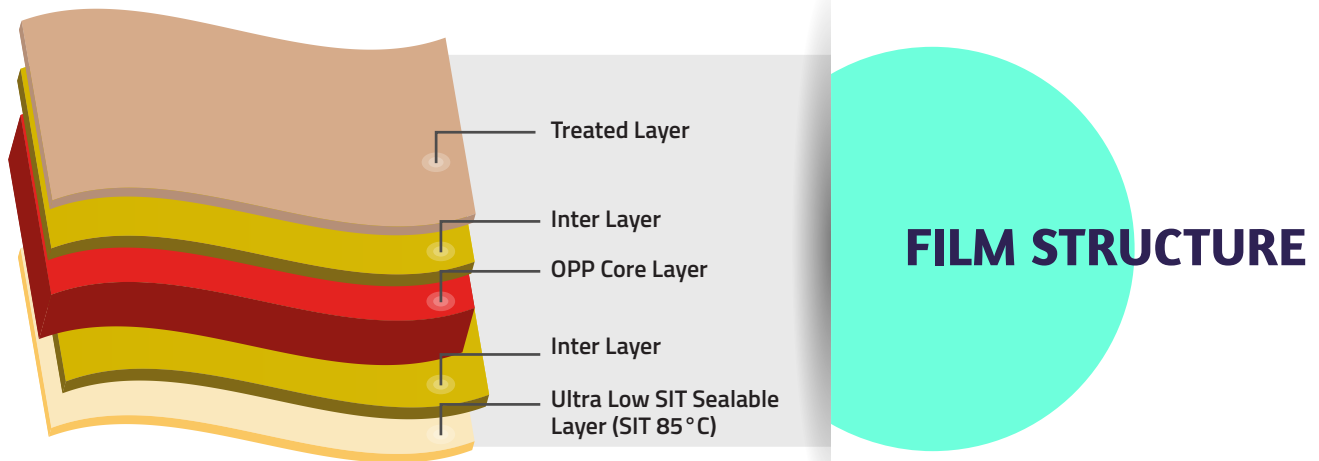 Treated Layer
Inter Layer
OPP Core Layer
Inter Layer
Ultra Low SIT Sealable
Layer (SIT 85°C)
FILM STRUCTURE